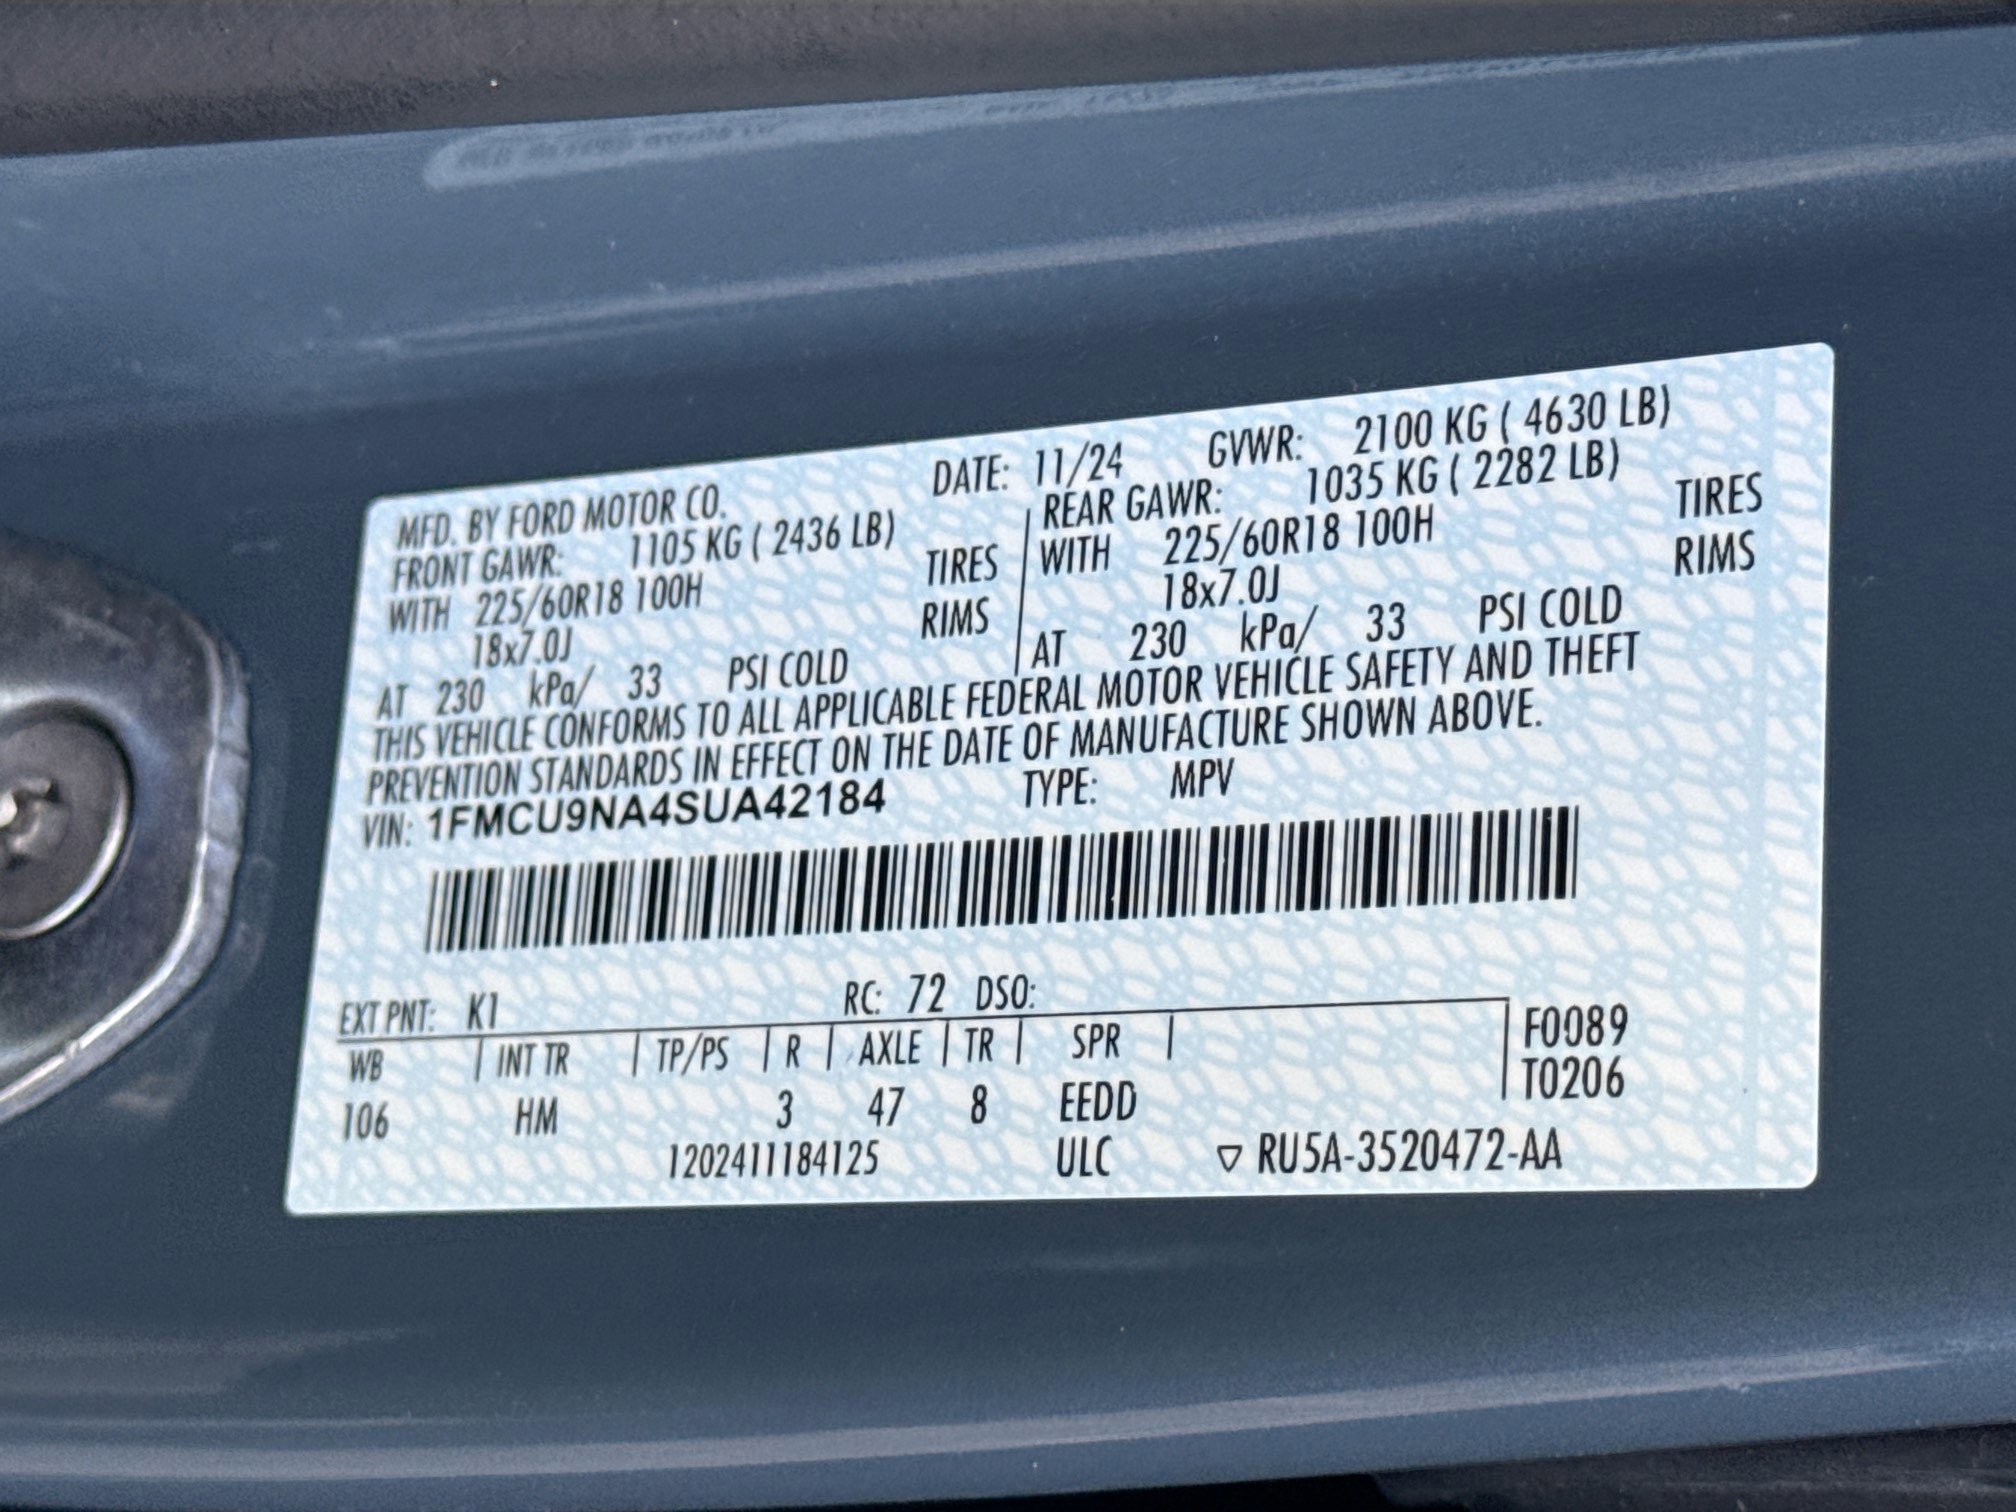 MFD. BY FORD MOTOR CO. DATE: 11/24 GVWR: 2100 KG ( 4630 LB)
FRONT GAWR: 1105 KG ( 2436 LB) REAR GAWR: 1035 KG ( 2282 LB)
WITH 225/60R18 100H TIRES WITH 225/60R18 100H TIRES
18x7.0J RIMS 18x7.0J RIMS
AT 230 kPa/ 33 PSI COLD AT 230 kPa/ 33 PSI COLD
THIS VEHICLE CONFORMS TO ALL APPLICABLE FEDERAL MOTOR VEHICLE SAFETY AND THEFT
PREVENTION STANDARDS IN EFFECT ON THE DATE OF MANUFACTURE SHOWN ABOVE.
VIN: 1FMCU9NA4SUA42184 TYPE: MPV
EXT PNT: K1 RC: 72 DSO:
WB INT TR TP/PS R AXLE TR SPR F0089
106 HM 3 47 8 EEDD T0206
1202411184125 ULC ▽ RU5A-3520472-AA